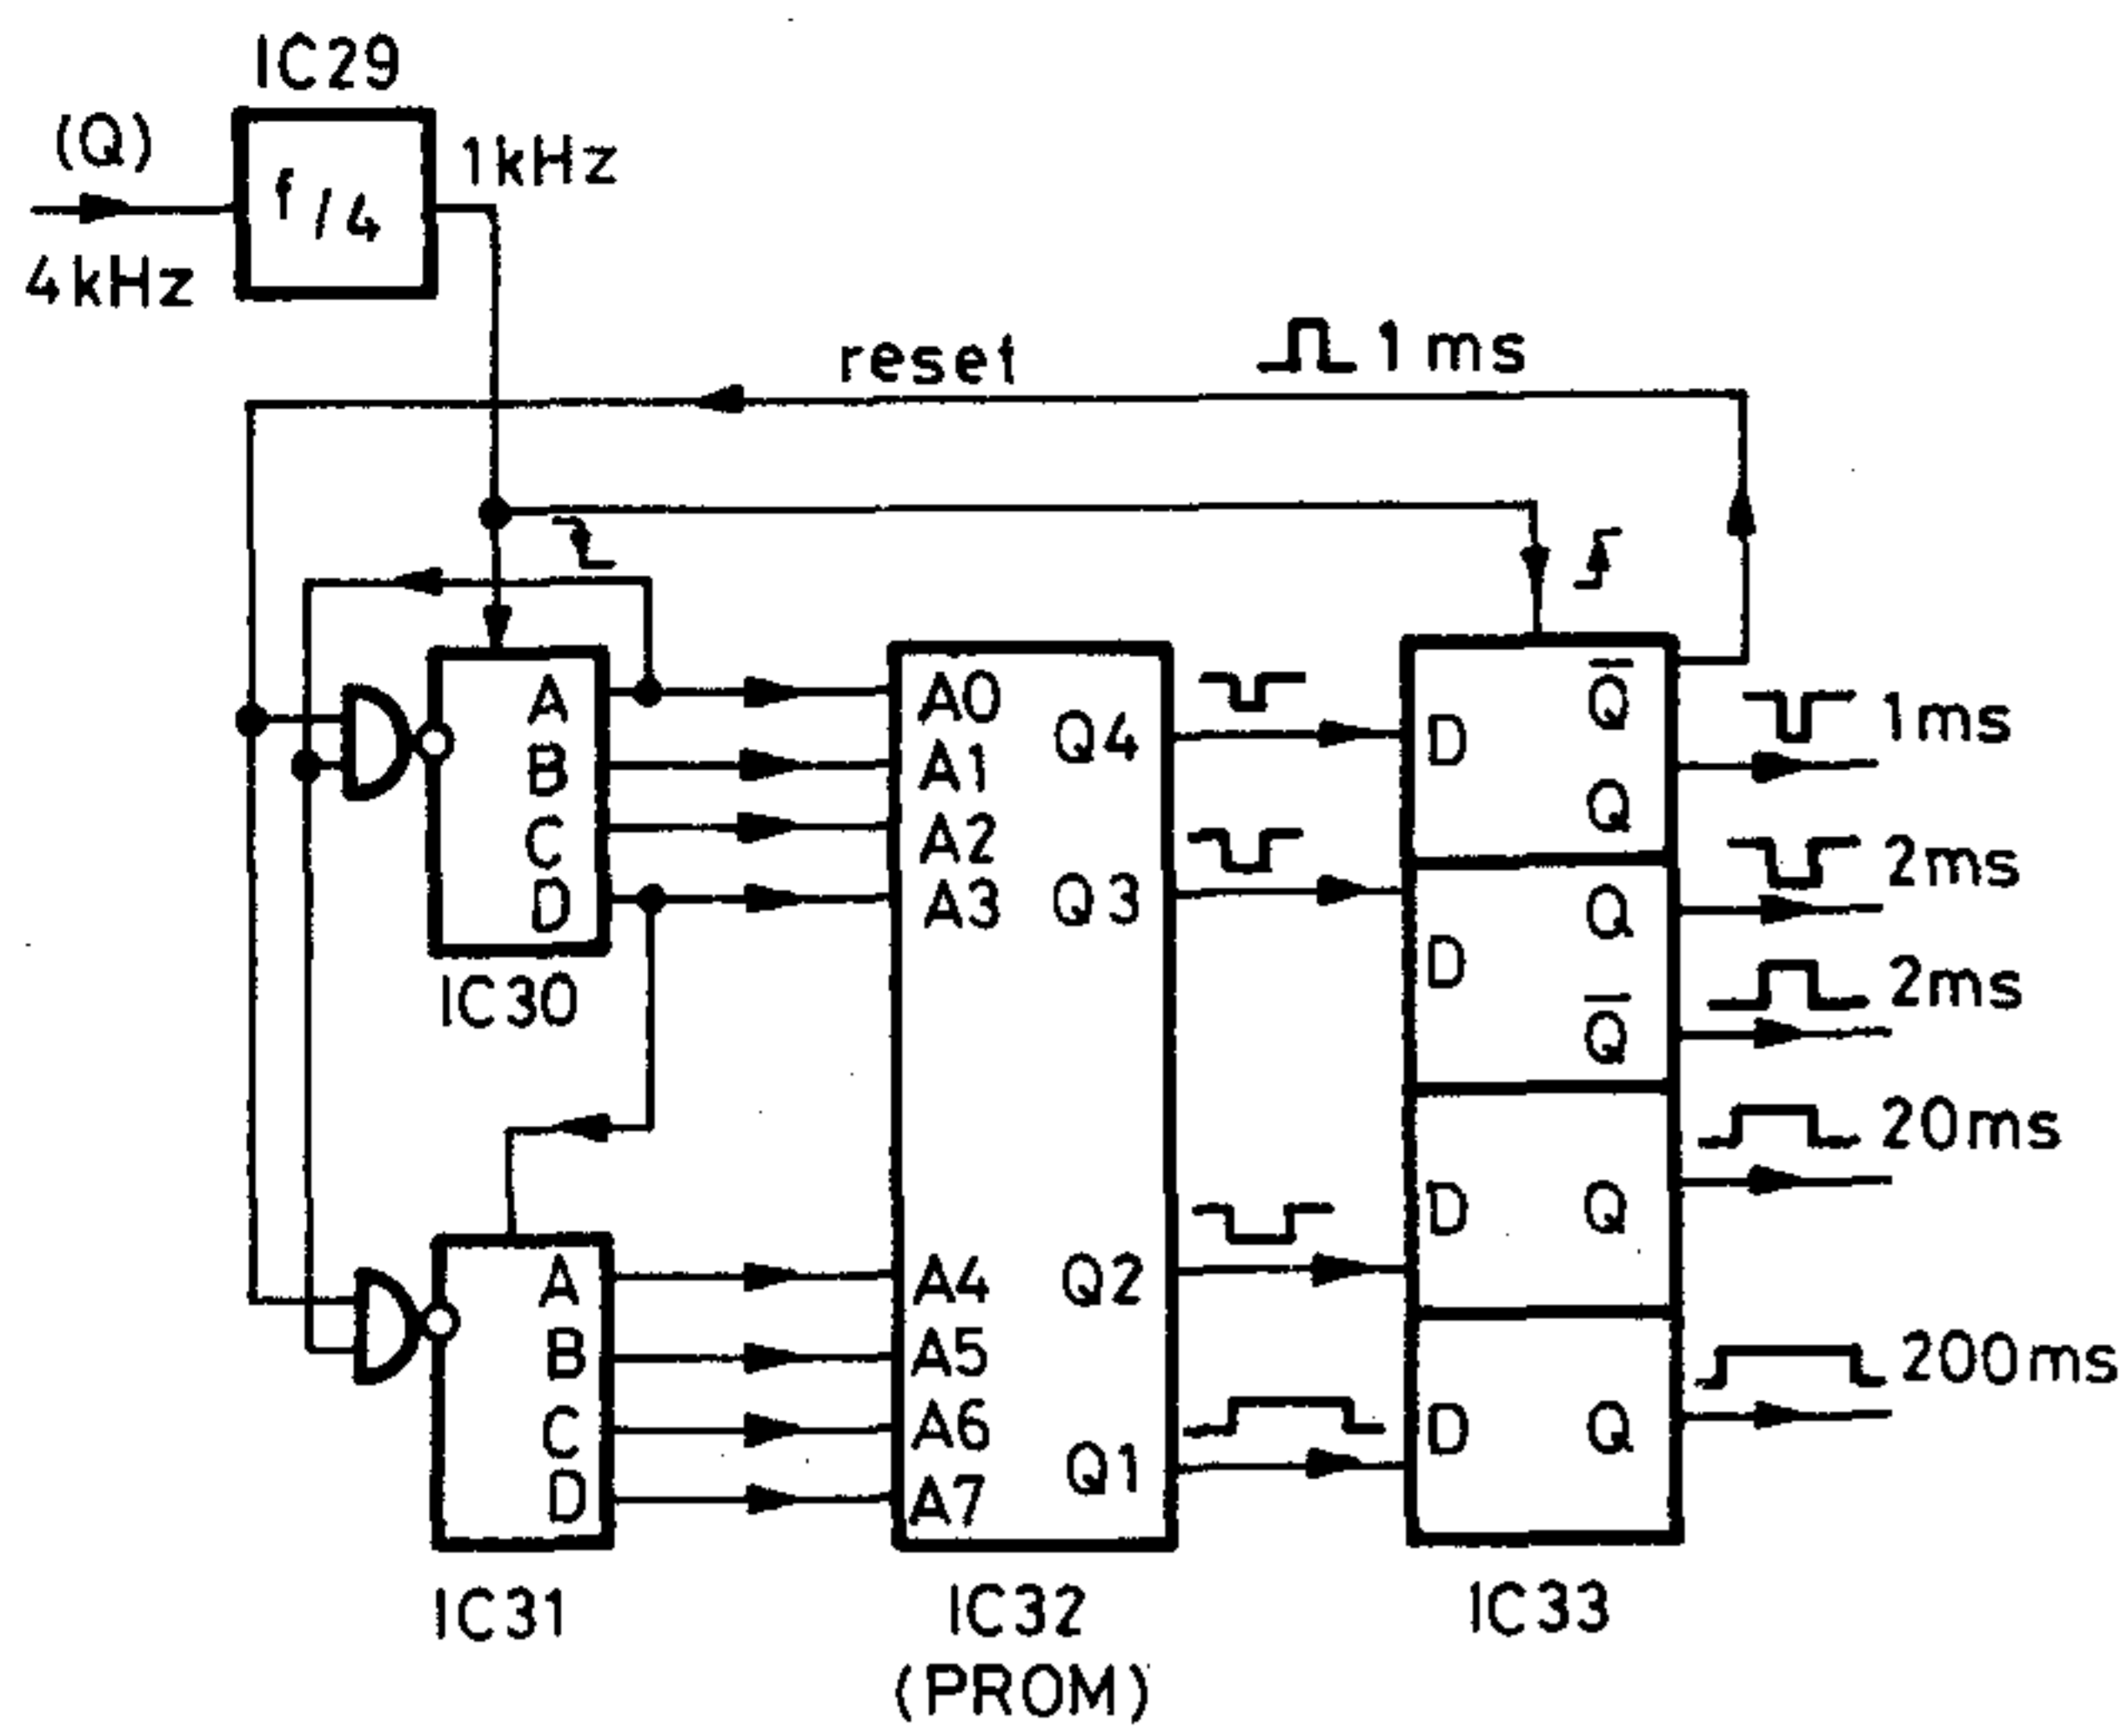 IC29
(Q)
f/4
1kHz
4kHz
reset
1ms
A
B
C
D
IC30
A0
A1
A2
A3
Q4
Q3
D
Q̅
Q
1ms
2ms
D
Q
Q̅
2ms
20ms
D
Q
A
B
C
D
IC31
A4
A5
A6
A7
Q2
Q1
D
Q
200ms
IC32
(PROM)
IC33